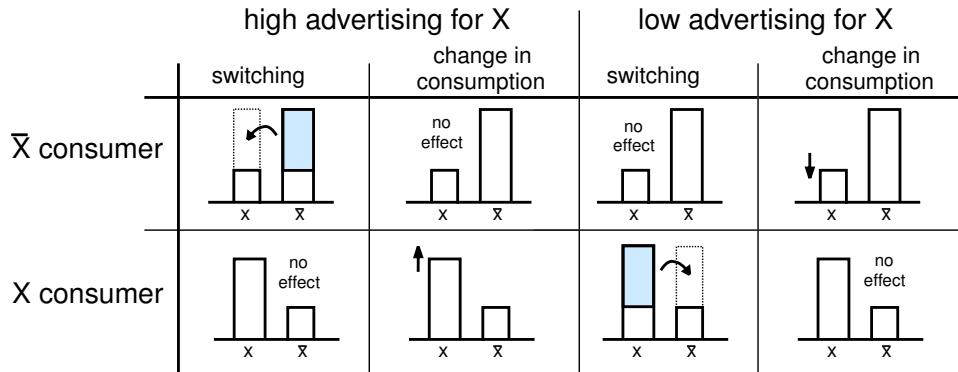 high advertising for X
low advertising for X
switching
change in
consumption
switching
change in
consumption
X̅ consumer
no
effect
no
effect
x
x̅
x
x̅
x
x̅
x
x̅
X consumer
no
effect
no
effect
x
x̅
x
x̅
x
x̅
x
x̅